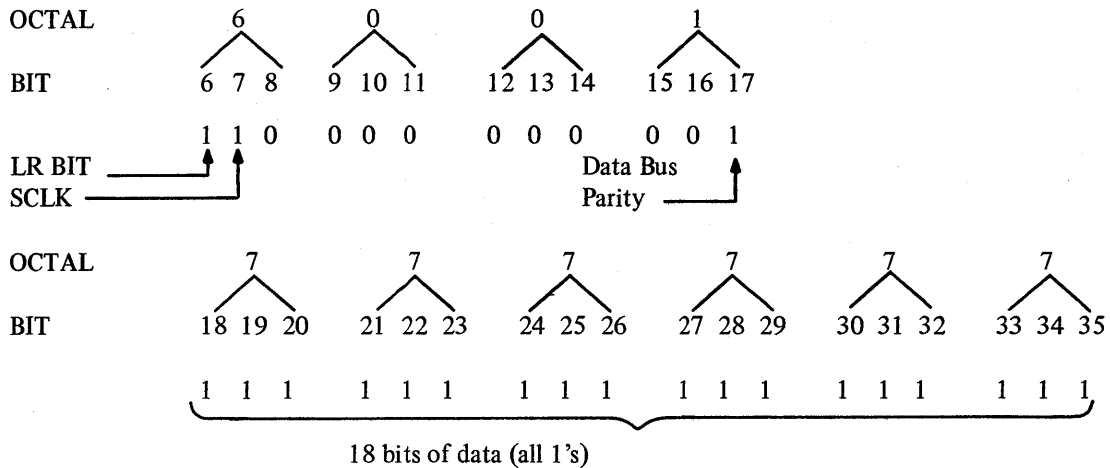 OCTAL 6 0 0 1
BIT 6 7 8 9 10 11 12 13 14 15 16 17
1 1 0 0 0 0 0 0 0 0 0 1
LR BIT Data Bus
SCLK Parity
OCTAL 7 7 7 7 7 7
BIT 18 19 20 21 22 23 24 25 26 27 28 29 30 31 32 33 34 35
1 1 1 1 1 1 1 1 1 1 1 1 1 1 1 1 1 1
18 bits of data (all 1's)